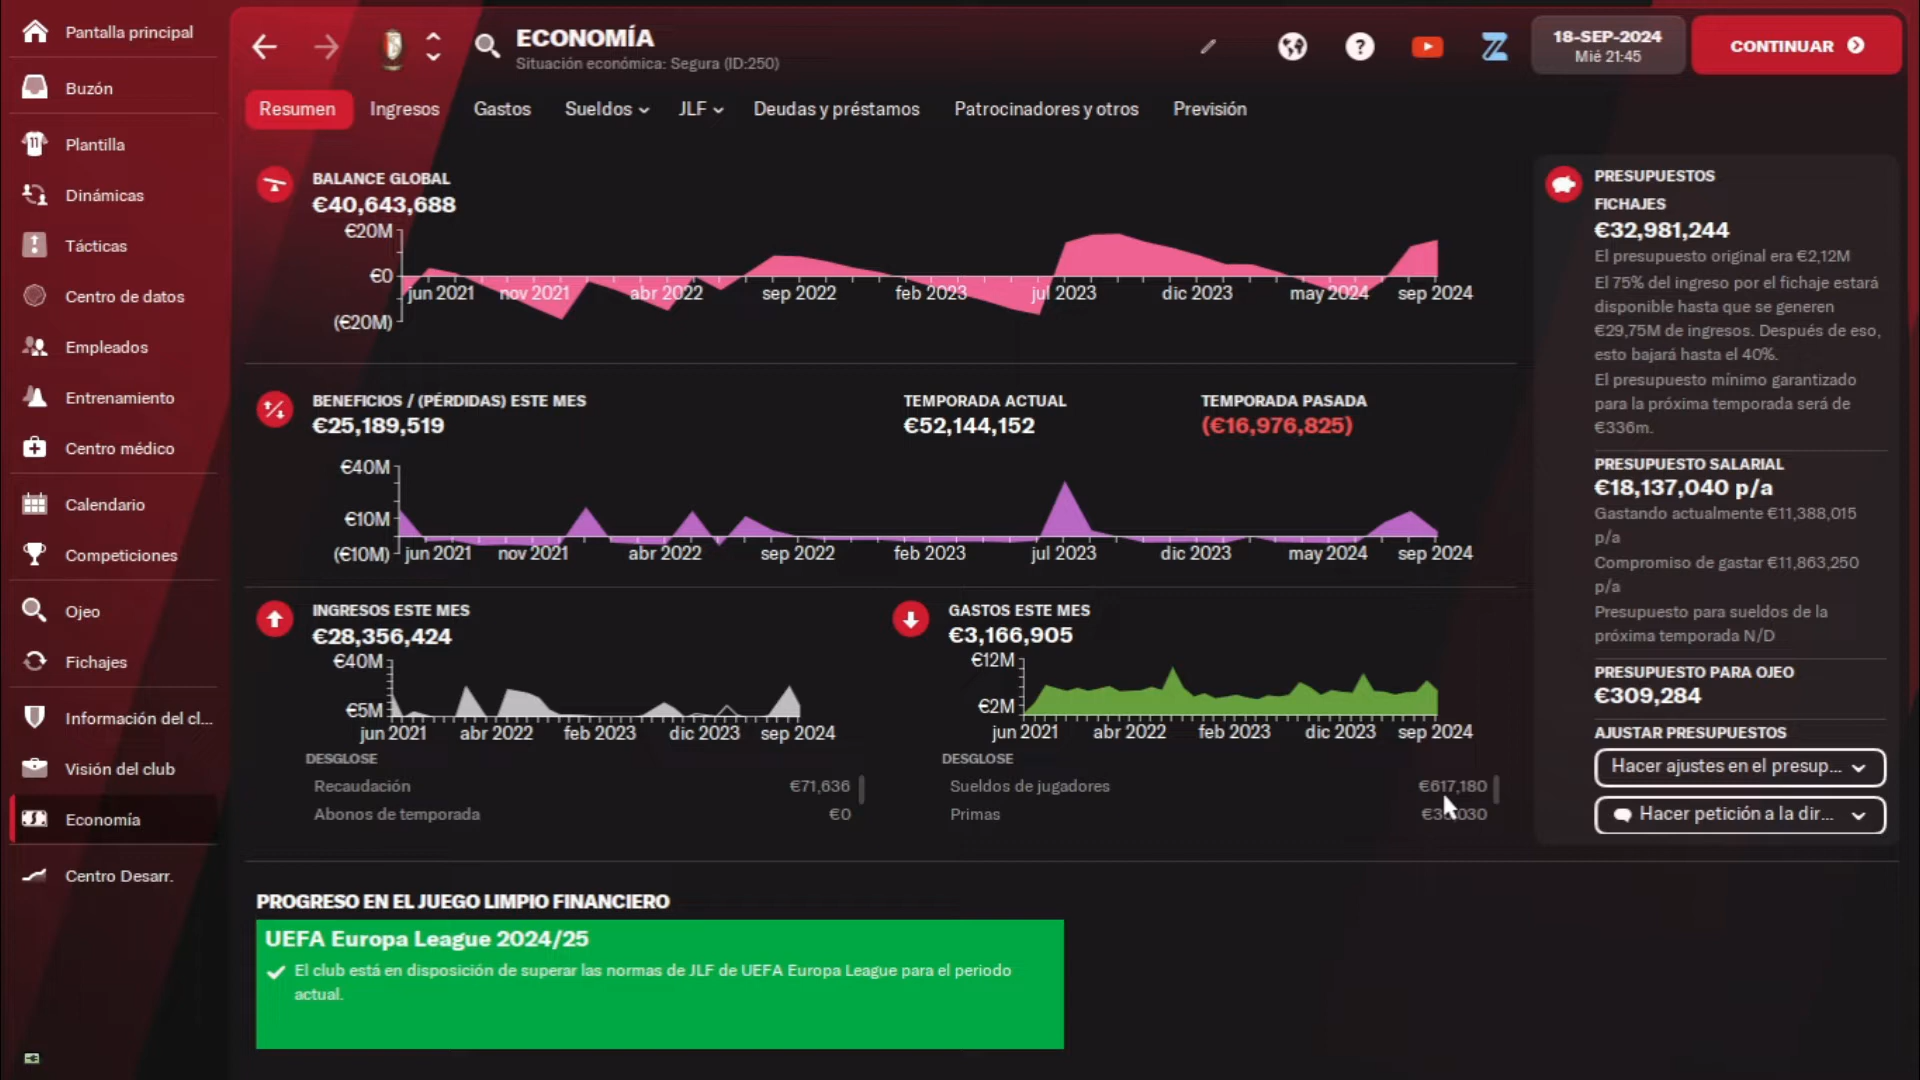 Pantalla principal
Buzón
Plantilla
Dinámicas
Tácticas
Centro de datos
Empleados
Entrenamiento
Centro médico
Calendario
Competiciones
Ojeo
Fichajes
Información del cl...
Visión del club
Economía
Centro Desarr.
ECONOMÍA
Situación económica: Segura (ID:250)
18-SEP-2024
Mié 21:45
CONTINUAR
Resumen
Ingresos
Gastos
Sueldos
JLF
Deudas y préstamos
Patrocinadores y otros
Previsión
BALANCE GLOBAL
€40,643,688
€20M
€0
(€20M)
jun 2021 nov 2021 abr 2022 sep 2022 feb 2023 jul 2023 dic 2023 may 2024 sep 2024
BENEFICIOS / (PÉRDIDAS) ESTE MES
€25,189,519
TEMPORADA ACTUAL
€52,144,152
TEMPORADA PASADA
(€16,976,825)
€40M
€10M
(€10M)
jun 2021 nov 2021 abr 2022 sep 2022 feb 2023 jul 2023 dic 2023 may 2024 sep 2024
INGRESOS ESTE MES
€28,356,424
€40M
€5M
jun 2021 abr 2022 feb 2023 dic 2023 sep 2024
DESGLOSE
Recaudación €71,636
Abonos de temporada €0
GASTOS ESTE MES
€3,166,905
€12M
€2M
jun 2021 abr 2022 feb 2023 dic 2023 sep 2024
DESGLOSE
Sueldos de jugadores €617,180
Primas
PRESUPUESTOS
FICHAJES
€32,981,244
El presupuesto original era €2,12M
El 75% del ingreso por el fichaje estará
disponible hasta que se generen
€29,75M de ingresos. Después de eso,
esto bajará hasta el 40%.
El presupuesto mínimo garantizado
para la próxima temporada será de
€336m.
PRESUPUESTO SALARIAL
€18,137,040 p/a
Gastando actualmente €11,388,015
p/a
Compromiso de gastar €11,863,250
p/a
Presupuesto para sueldos de la
próxima temporada N/D
PRESUPUESTO PARA OJEO
€309,284
AJUSTAR PRESUPUESTOS
Hacer ajustes en el presup...
Hacer petición a la dir...
PROGRESO EN EL JUEGO LIMPIO FINANCIERO
UEFA Europa League 2024/25
El club está en disposición de superar las normas de JLF de UEFA Europa League para el periodo
actual.